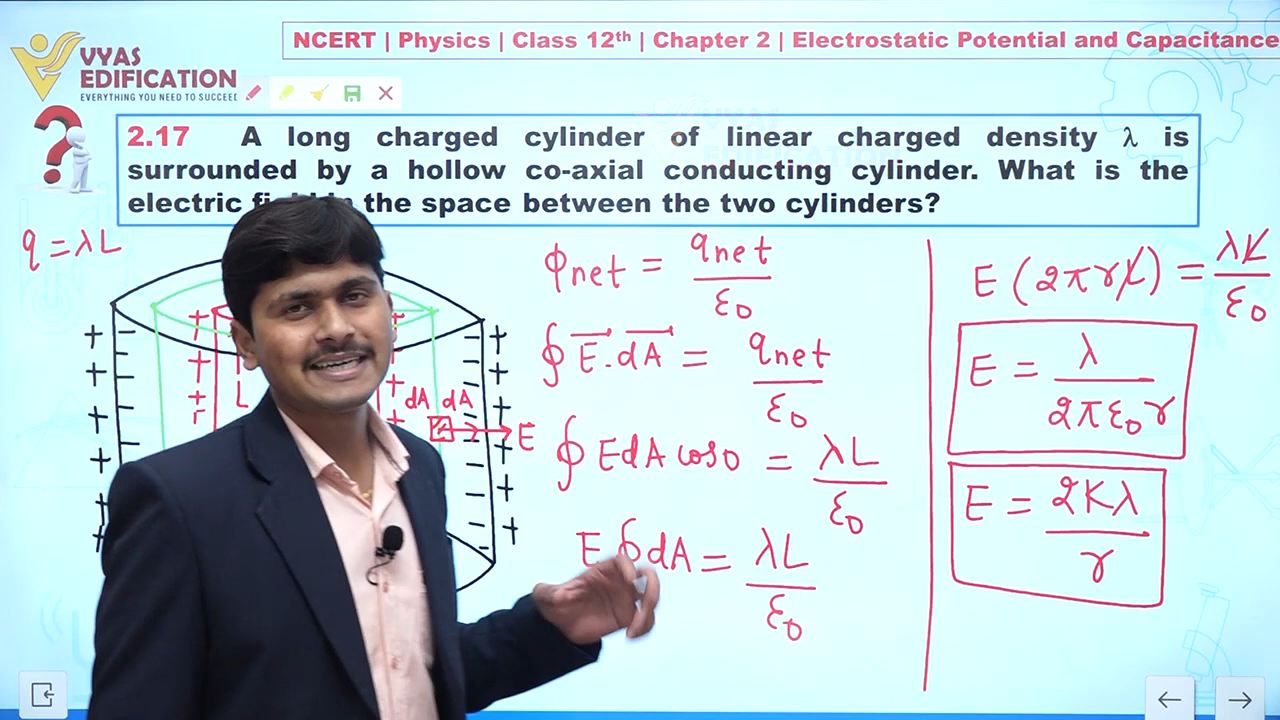 VYAS
EDIFICATION
EVERYTHING YOU NEED TO SUCCEED
NCERT | Physics | Class 12ᵗʰ | Chapter 2 | Electrostatic Potential and Capacitance
2.17 A long charged cylinder of linear charged density λ is
surrounded by a hollow co-axial conducting cylinder. What is the
electric in the space between the two cylinders?
q = λL
+ + + + + +
− − − − −
+ + + r
L
+ +
dA dA
E
− − − − − −
+ + + + + +
ϕnet = qnet/ε0
∮ E⃗.dA⃗ = qnet/ε0
∮ EdA cos0 = λL/ε0
E∮dA = λL/ε0
E (2πrL) = λL/ε0
E = λ/2πε0r
E = 2Kλ/r